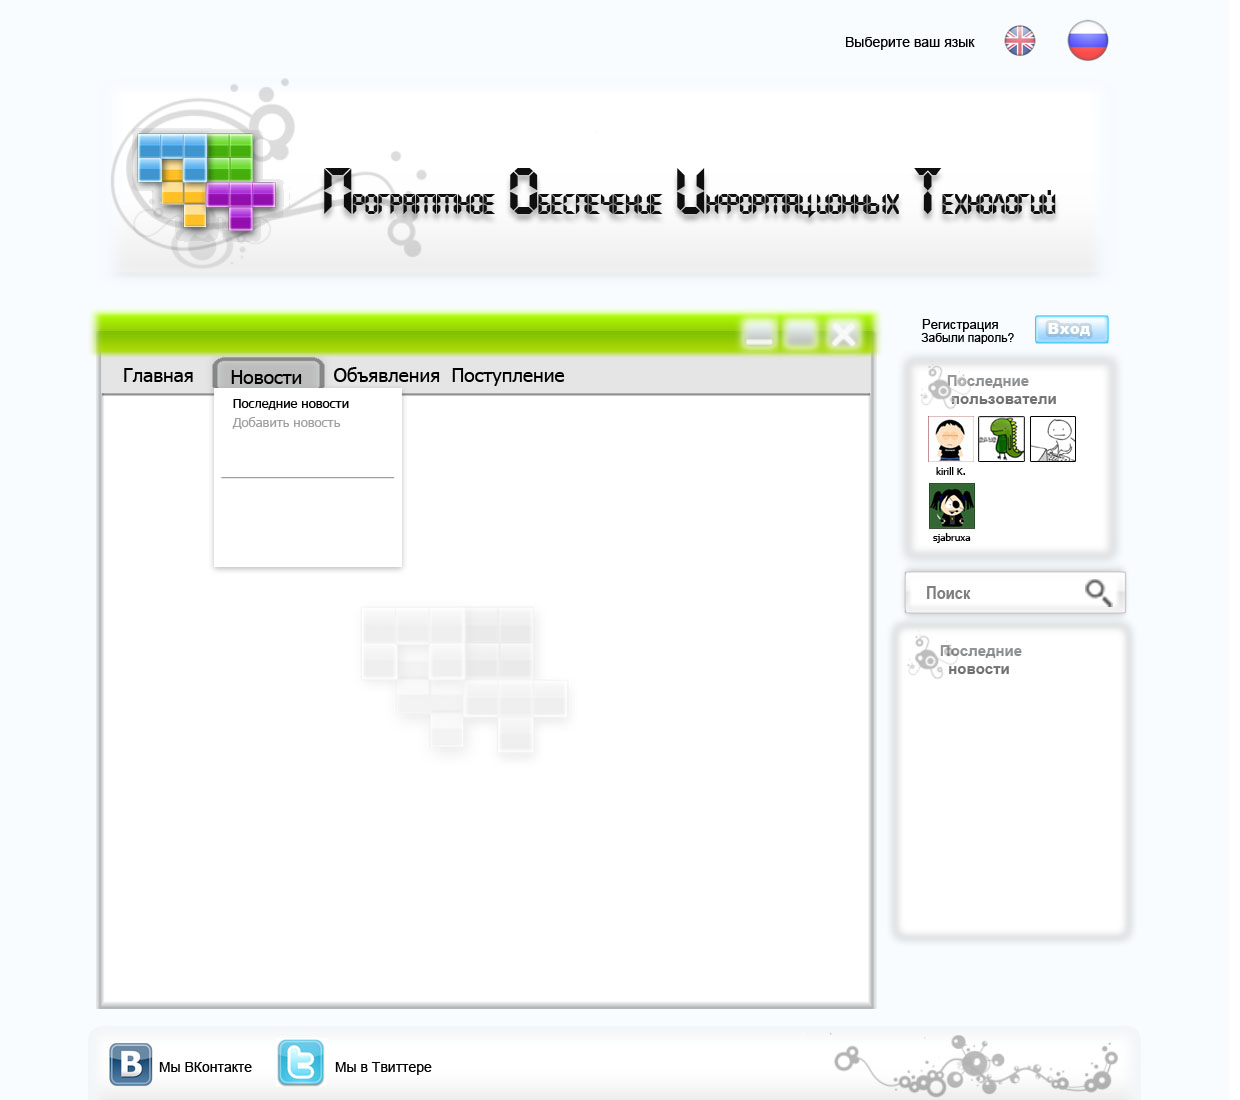 Выберите ваш язык
Программное Обеспечение Информационных Технологий
Регистрация
Забыли пароль?
Вход
Главная Новости Объявления Поступление
Последние новости
Добавить новость
Последние
пользователи
kirill K.
sjabruxa
Поиск
Последние
новости
B Мы ВКонтакте
t Мы в Твиттере